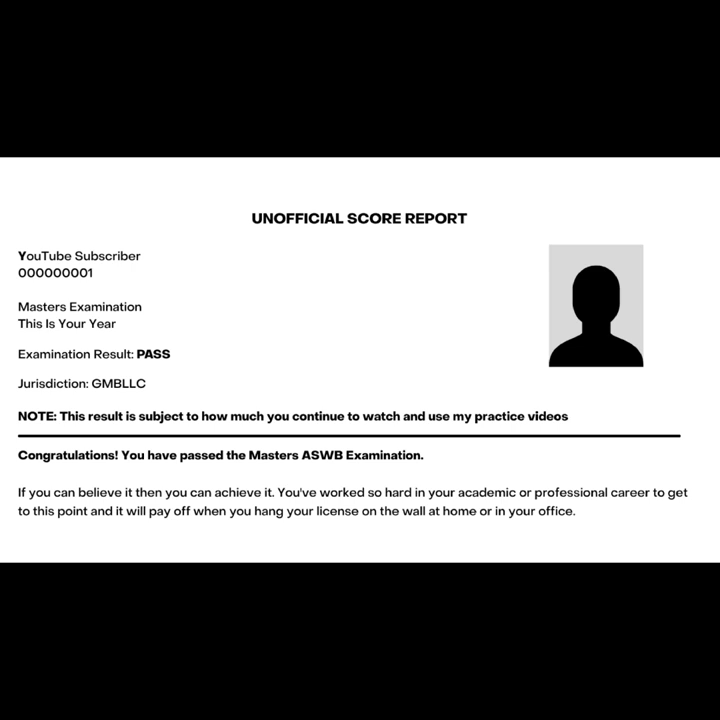 UNOFFICIAL SCORE REPORT
YouTube Subscriber
000000001
Masters Examination
This Is Your Year
Examination Result: PASS
Jurisdiction: GMBLLC
NOTE: This result is subject to how much you continue to watch and use my practice videos
Congratulations! You have passed the Masters ASWB Examination.
If you can believe it then you can achieve it. You've worked so hard in your academic or professional career to get
to this point and it will pay off when you hang your license on the wall at home or in your office.